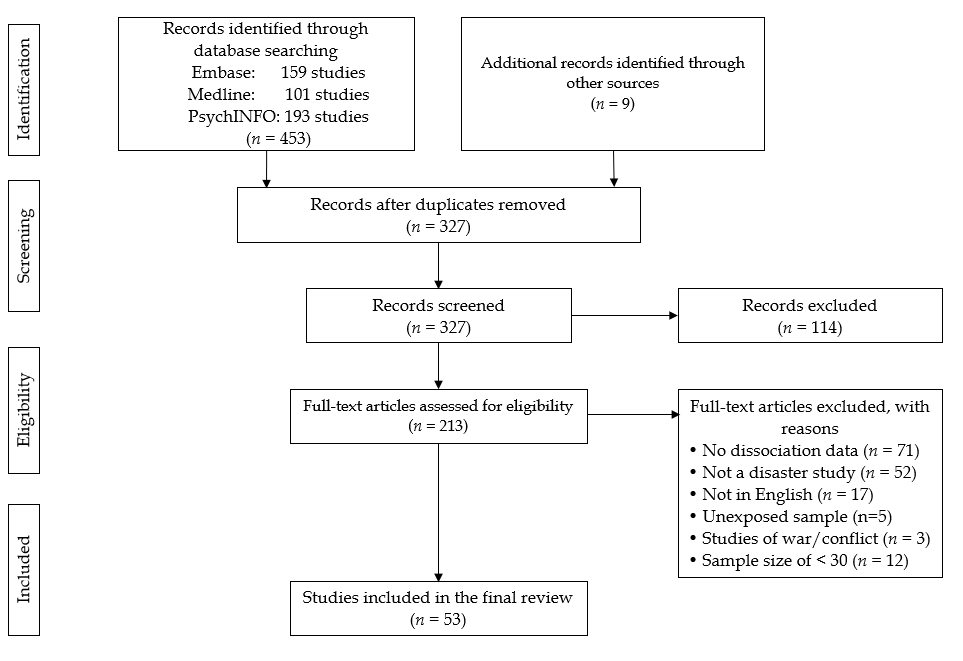 Identification
Records identified through
database searching
Embase: 159 studies
Medline: 101 studies
PsychINFO: 193 studies
(n = 453)
Additional records identified through
other sources
(n = 9)
Screening
Records after duplicates removed
(n = 327)
Records screened
(n = 327)
Records excluded
(n = 114)
Eligibility
Full-text articles assessed for eligibility
(n = 213)
Full-text articles excluded, with
reasons
• No dissociation data (n = 71)
• Not a disaster study (n = 52)
• Not in English (n = 17)
• Unexposed sample (n=5)
• Studies of war/conflict (n = 3)
• Sample size of < 30 (n = 12)
Included
Studies included in the final review
(n = 53)